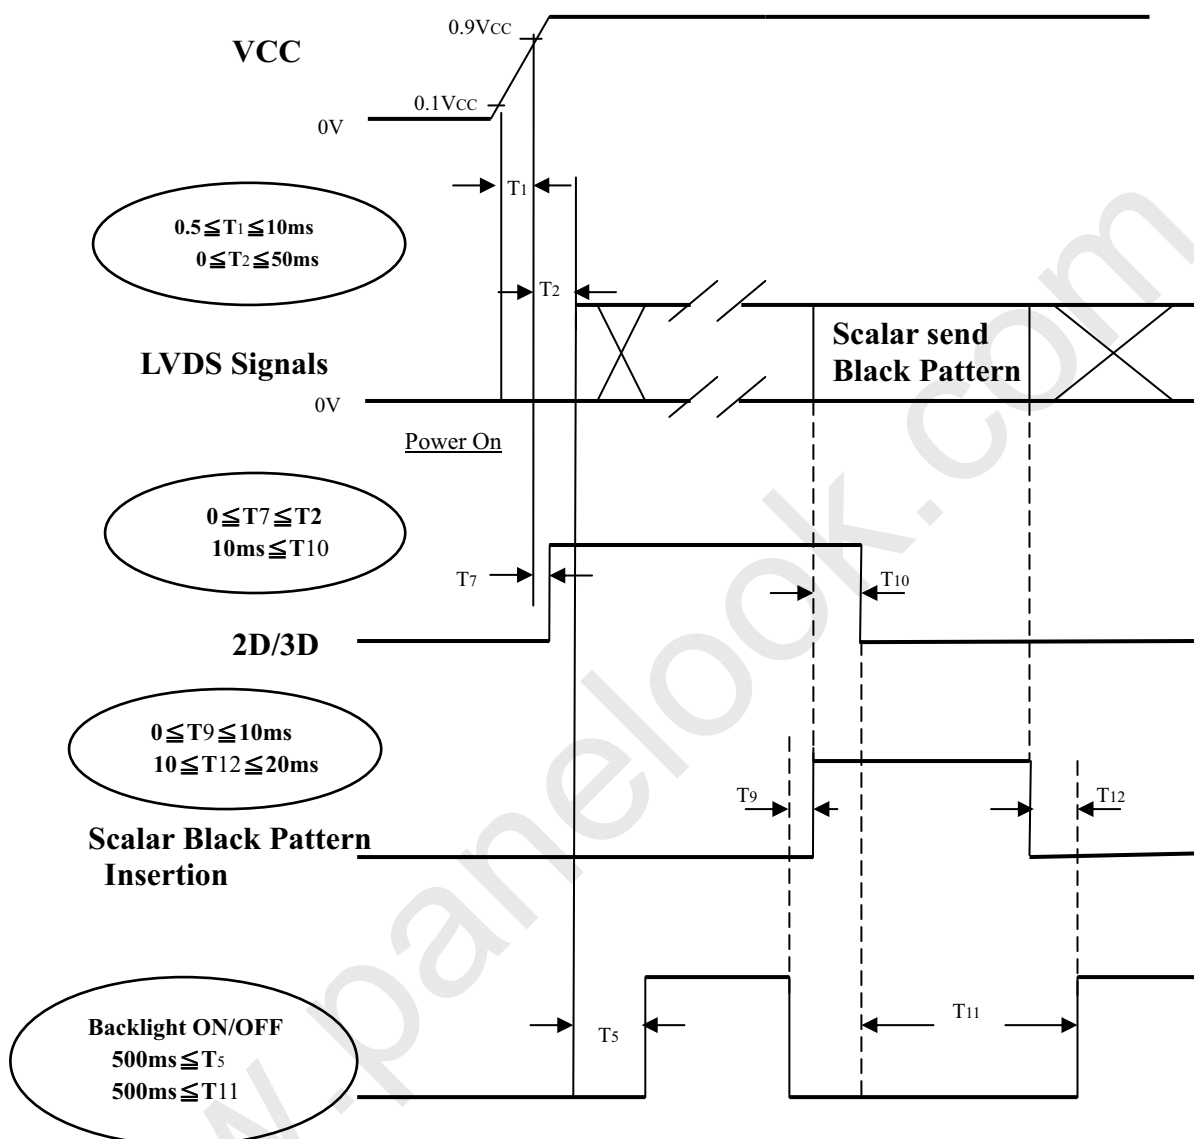 0.9VCC
VCC
0.1VCC
0V
T1
0.5≦T1≦10ms
0≦T2≦50ms
T2
Scalar send
Black Pattern
LVDS Signals
0V
Power On
0≦T7≦T2
10ms≦T10
T7
T10
2D/3D
0≦T9≦10ms
10≦T12≦20ms
T9
T12
Scalar Black Pattern
Insertion
Backlight ON/OFF
500ms≦T5
500ms≦T11
T5
T11
w.panelook.com